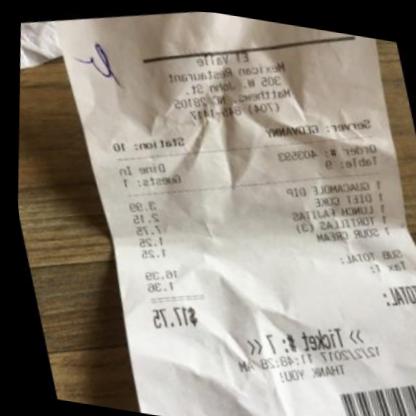 El Valle
Mexican Restaurant
305 W. John St.
Matthews, NC 28105
(704) 845-1417
Server: GEOVANNY Station: 10
Order #: 403593 Dine In
Table: 9 Guests: 1
1 GUACAMOLE DIP 3.99
1 DIET COKE 2.15
1 LUNCH FAJITAS 7.75
1 TORTILLAS (3) 1.25
1 SOUR CREAM 1.25
SUB TOTAL: 16.39
Tax 1: 1.36
TOTAL: $17.75
>> Ticket #: 7 <<
12/2/2017 11:48:28 AM
THANK YOU!